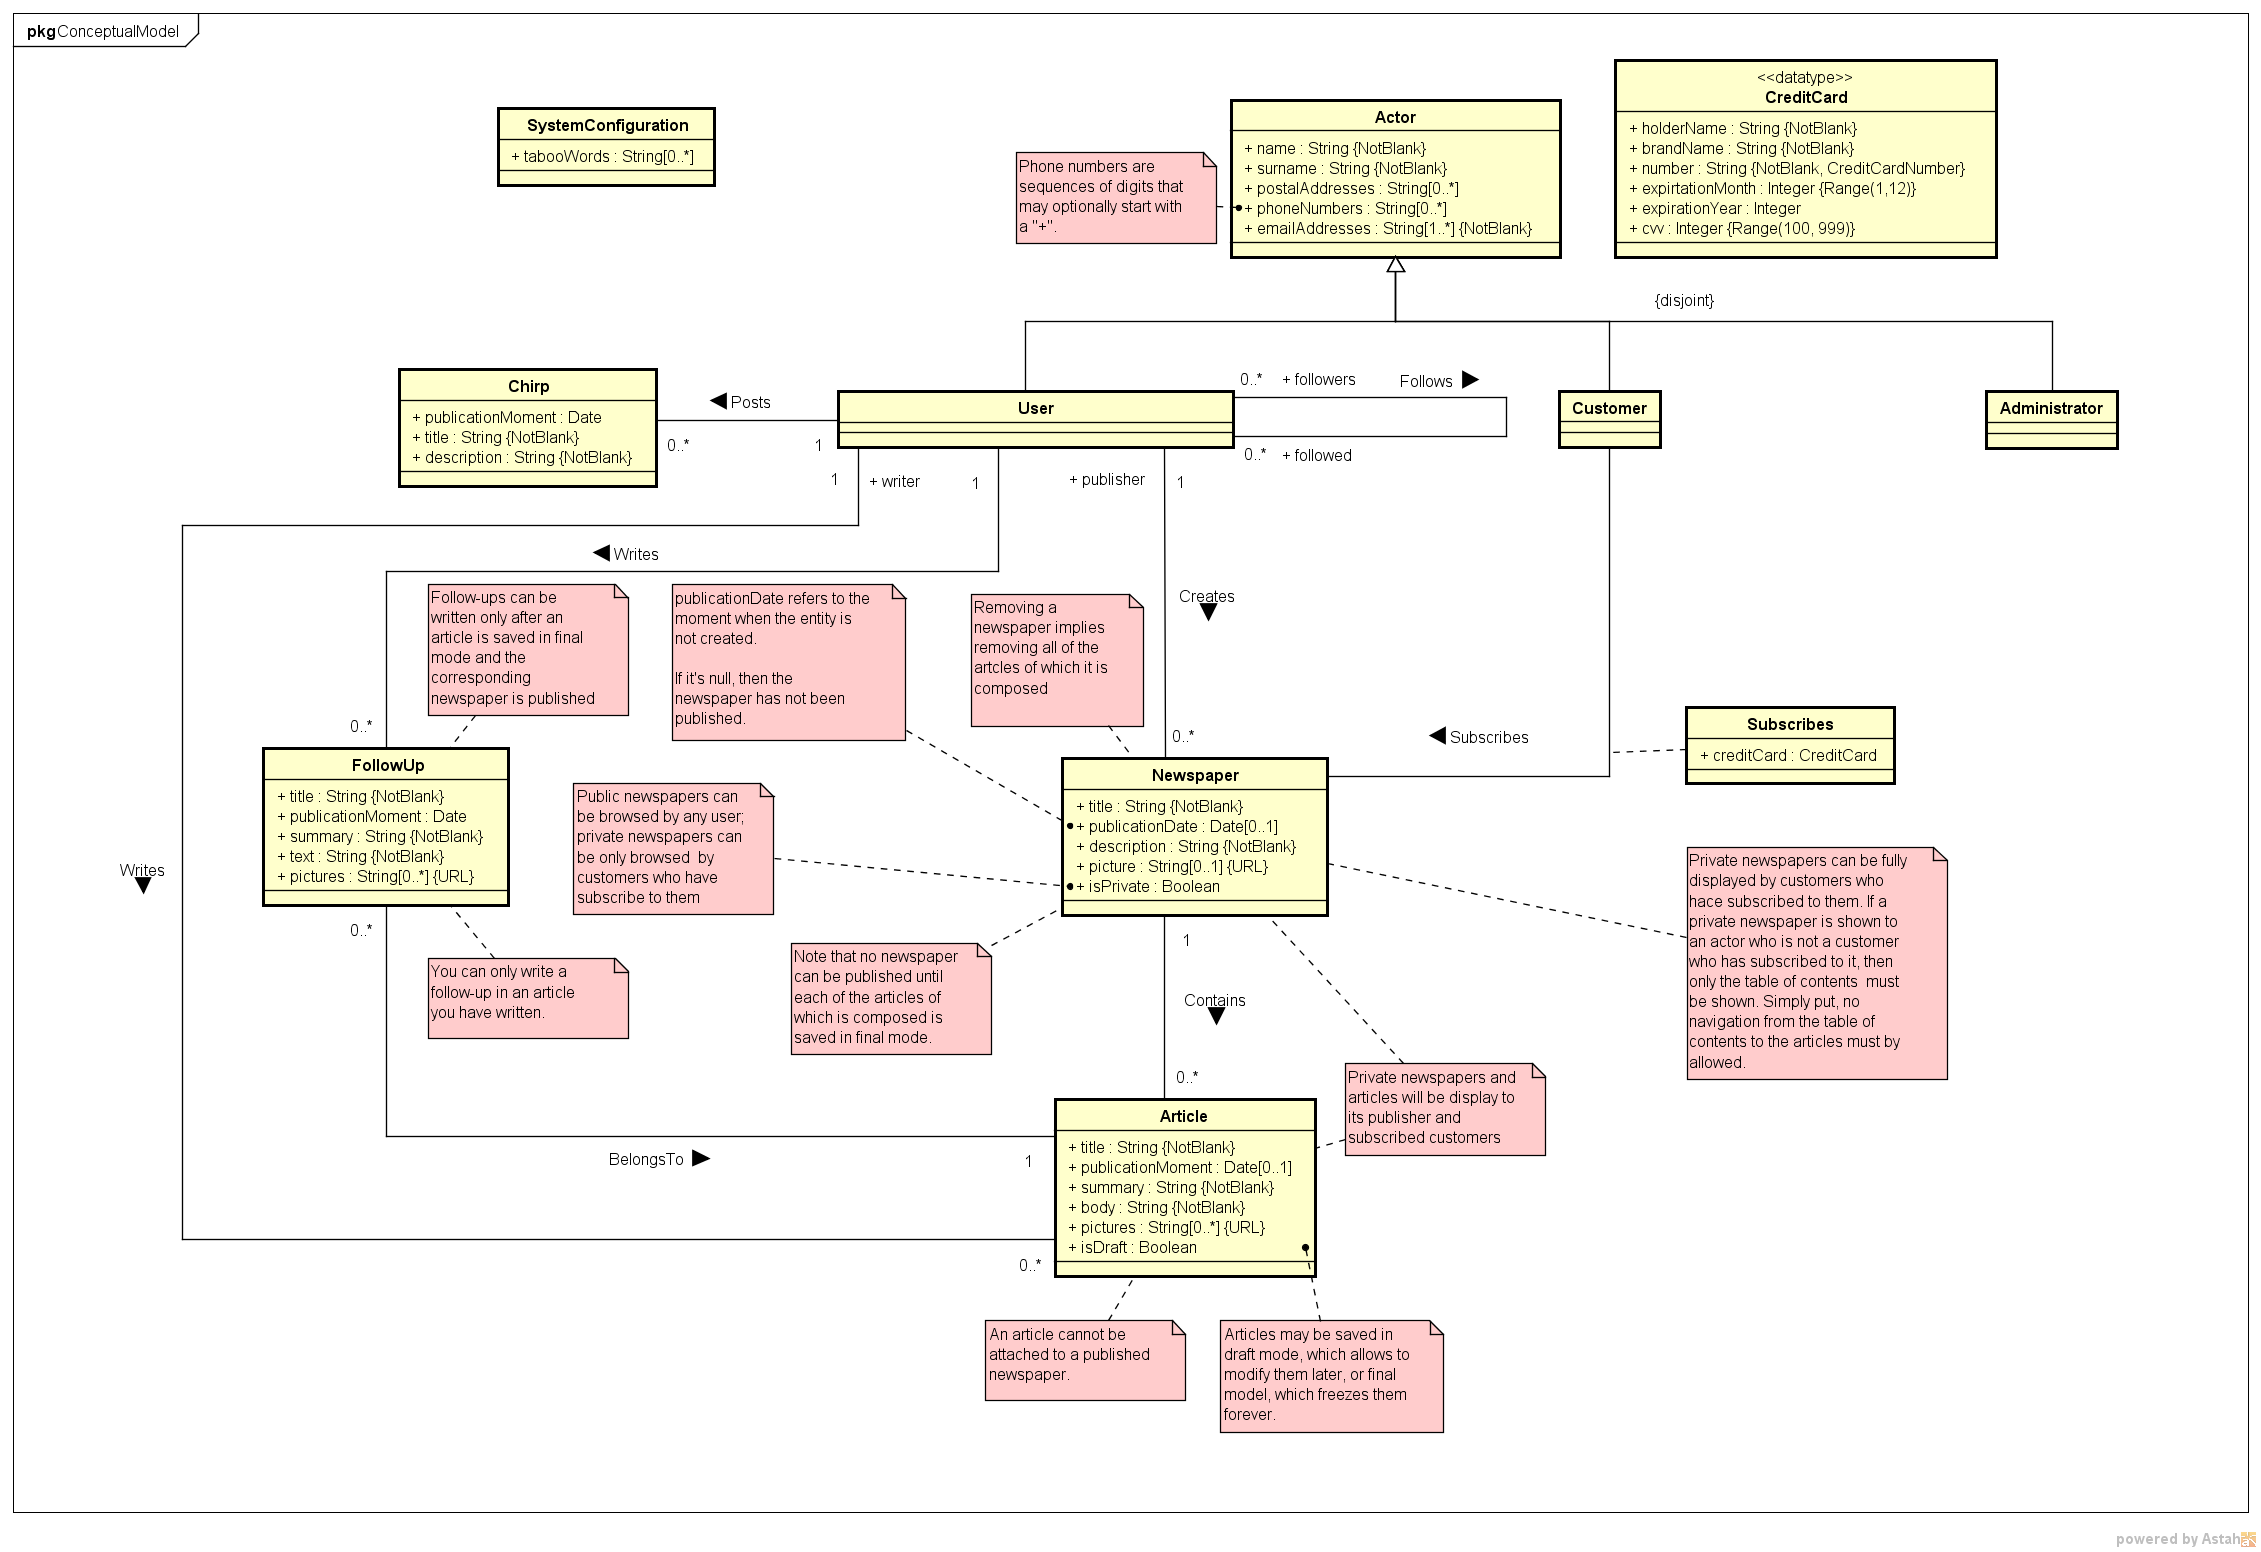 pkg ConceptualModel
SystemConfiguration
+ tabooWords : String[0..*]
Phone numbers are
sequences of digits that
may optionally start with
a "+".
Actor
+ name : String {NotBlank}
+ surname : String {NotBlank}
+ postalAddresses : String[0..*]
+ phoneNumbers : String[0..*]
+ emailAddresses : String[1..*] {NotBlank}
<<datatype>>
CreditCard
+ holderName : String {NotBlank}
+ brandName : String {NotBlank}
+ number : String {NotBlank, CreditCardNumber}
+ expirtationMonth : Integer {Range(1,12)}
+ expirationYear : Integer
+ cvv : Integer {Range(100, 999)}
{disjoint}
Chirp
+ publicationMoment : Date
+ title : String {NotBlank}
+ description : String {NotBlank}
Posts
0..*
1
User
0..*
+ followers
Follows
0..*
+ followed
Customer
Administrator
1
+ writer
1
+ publisher
1
Writes
Follow-ups can be
written only after an
article is saved in final
mode and the
corresponding
newspaper is published
publicationDate refers to the
moment when the entity is
not created.
If it's null, then the
newspaper has not been
published.
Removing a
newspaper implies
removing all of the
artcles of which it is
composed
Creates
0..*
0..*
Subscribes
Subscribes
+ creditCard : CreditCard
FollowUp
+ title : String {NotBlank}
+ publicationMoment : Date
+ summary : String {NotBlank}
+ text : String {NotBlank}
+ pictures : String[0..*] {URL}
Public newspapers can
be browsed by any user;
private newspapers can
be only browsed  by
customers who have
subscribe to them
Newspaper
+ title : String {NotBlank}
+ publicationDate : Date[0..1]
+ description : String {NotBlank}
+ picture : String[0..1] {URL}
+ isPrivate : Boolean
Writes
Private newspapers can be fully
displayed by customers who
hace subscribed to them. If a
private newspaper is shown to
an actor who is not a customer
who has subscribed to it, then
only the table of contents  must
be shown. Simply put, no
navigation from the table of
contents to the articles must by
allowed.
0..*
1
You can only write a
follow-up in an article
you have written.
Note that no newspaper
can be published until
each of the articles of
which is composed is
saved in final mode.
Contains
0..*
Private newspapers and
articles will be display to
its publisher and
subscribed customers
BelongsTo
1
Article
+ title : String {NotBlank}
+ publicationMoment : Date[0..1]
+ summary : String {NotBlank}
+ body : String {NotBlank}
+ pictures : String[0..*] {URL}
+ isDraft : Boolean
0..*
An article cannot be
attached to a published
newspaper.
Articles may be saved in
draft mode, which allows to
modify them later, or final
model, which freezes them
forever.
powered by Astah